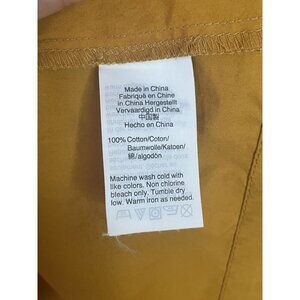 Made in China
Fabriqué en Chine
in China Hergestellt
Vervaardigd in China
中国製
Hecho en China
100% Cotton/Coton/
Baumwolle/Katoen/
綿/algodón
Machine wash cold with
like colors. Non chlorine
bleach only. Tumble dry
low. Warm iron as needed.